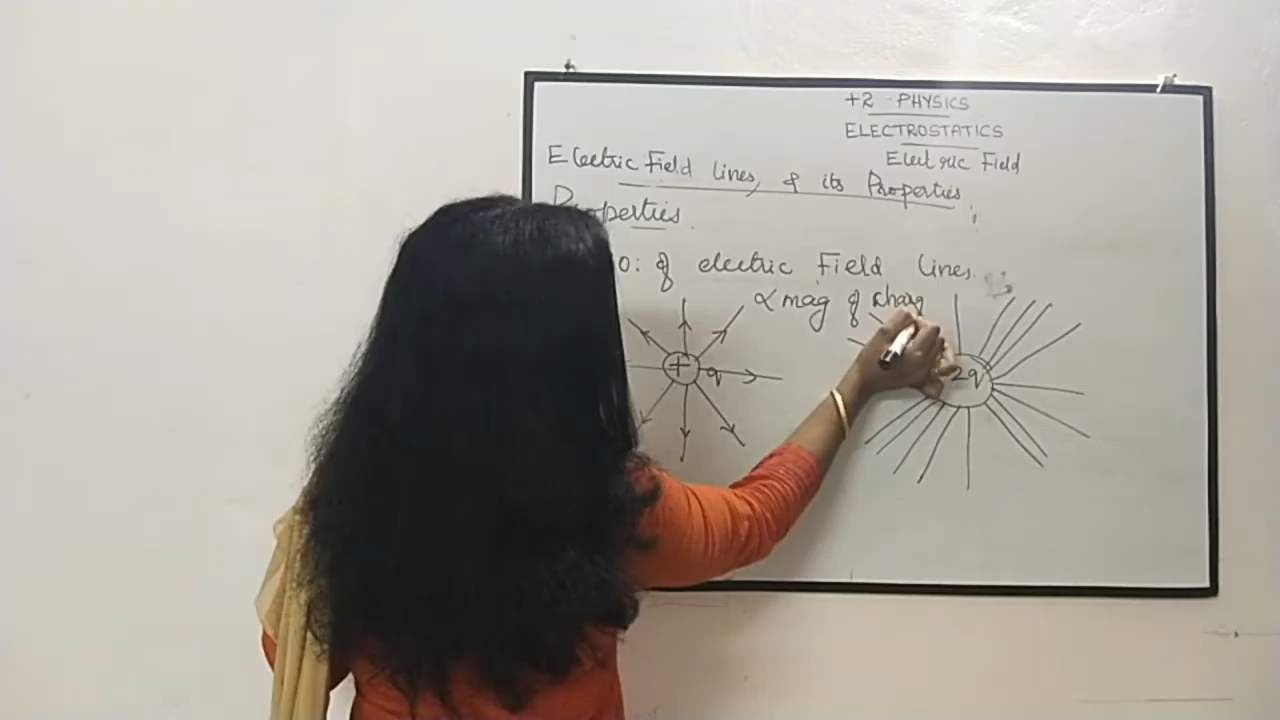 +2 - PHYSICS
ELECTROSTATICS
Electric Field
Electric Field lines, & its Properties
Properties.
o: of electric Field lines
∝ mag of charg
+ q
2q